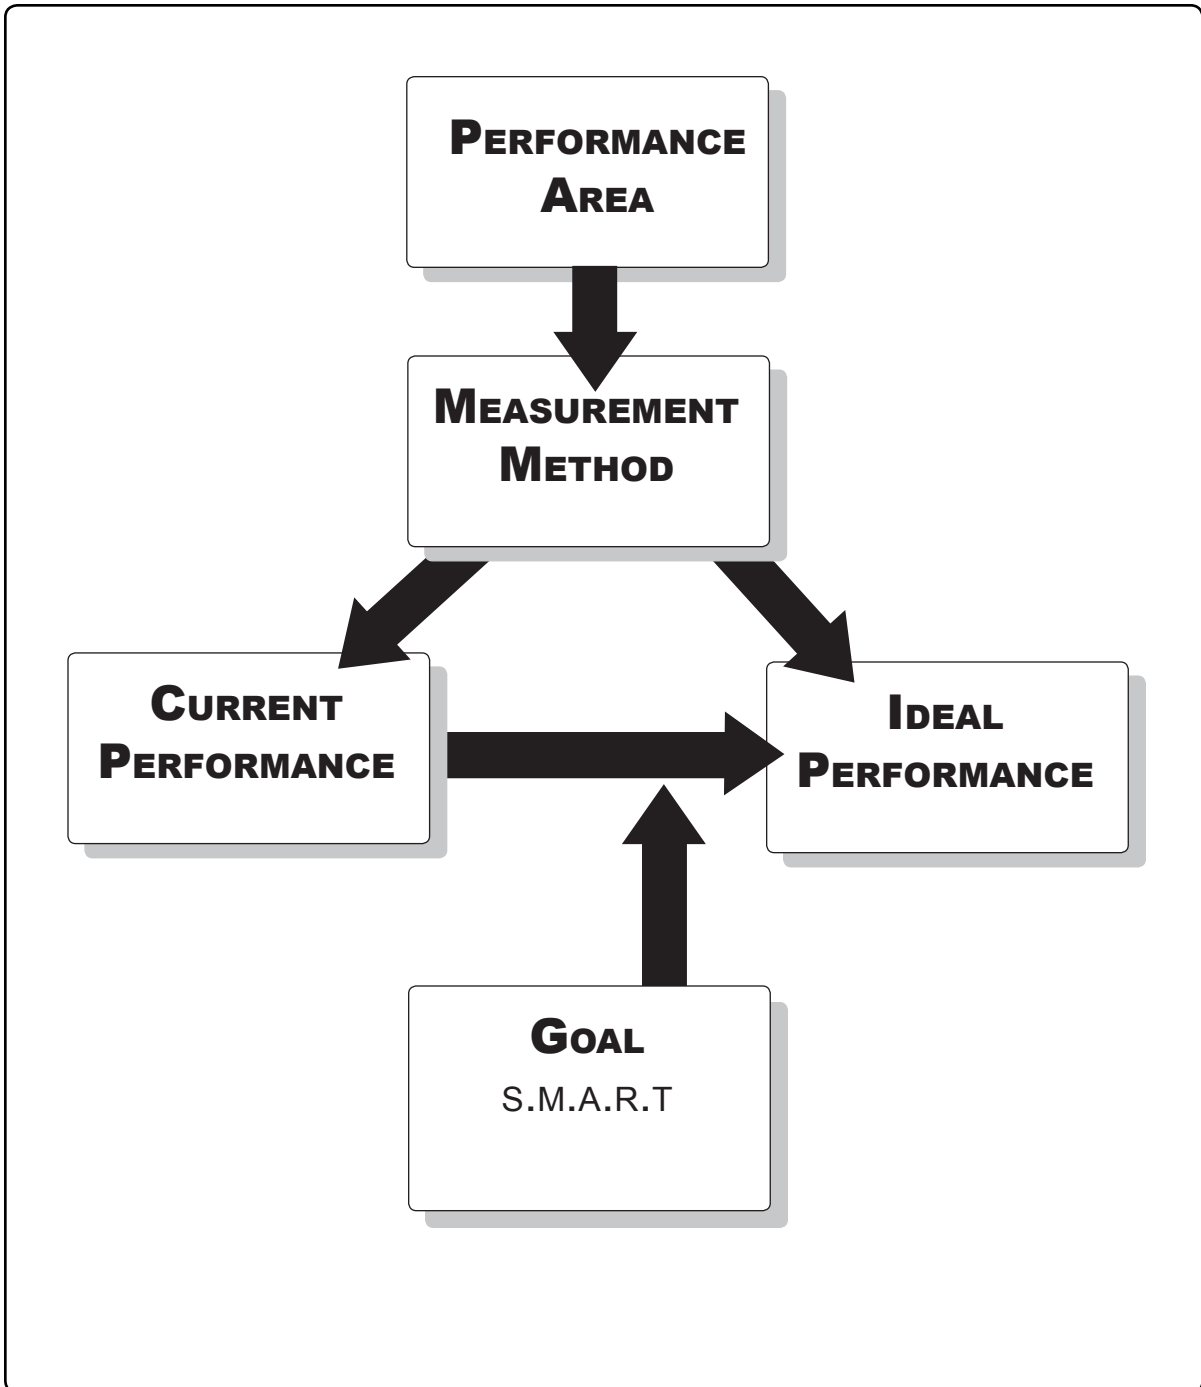 PERFORMANCE
AREA
MEASUREMENT
METHOD
CURRENT
PERFORMANCE
IDEAL
PERFORMANCE
GOAL
S.M.A.R.T